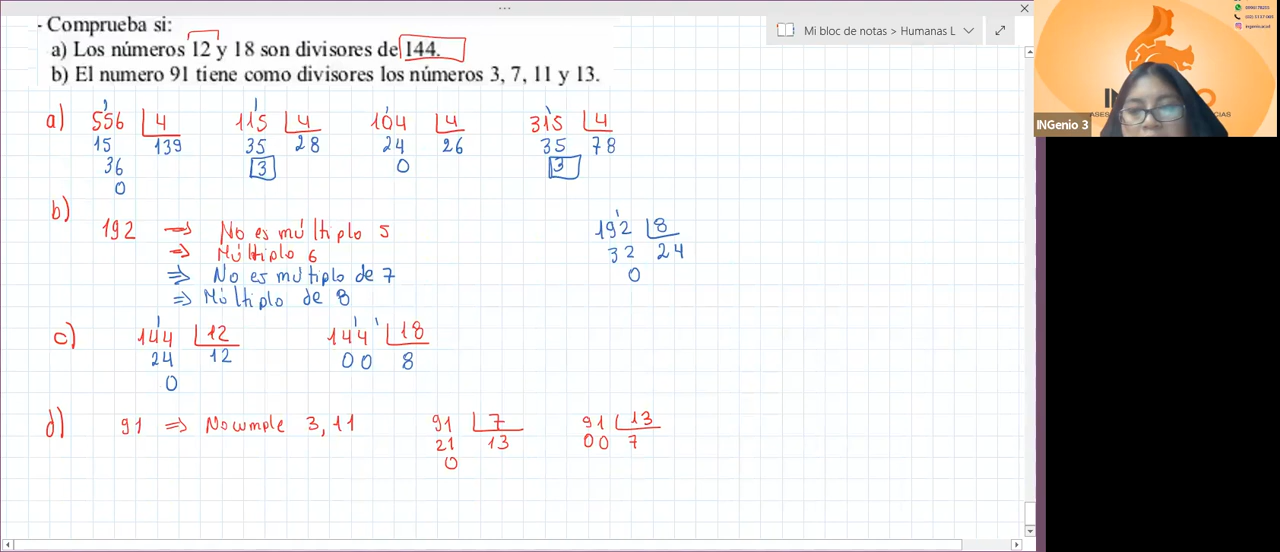 - Comprueba si:
a) Los números 12 y 18 son divisores de 144.
b) El numero 91 tiene como divisores los números 3, 7, 11 y 13.
Mi bloc de notas > Humanas L
INGenio 3
a) 556 4 115 4 104 4 315 4
15 139 35 28 24 26 35 78
36 3 0 3
0
b) 192 → No es múltiplo 5 192 8
⇒ Múltiplo 6 32 24
⇒ No es mútiplo de 7 0
⇒ Múltiplo de 8
c) 144 12 144 18
24 12 00 8
0
d) 91 ⇒ No cumple 3, 11 91 7 91 13
21 13 00 7
0